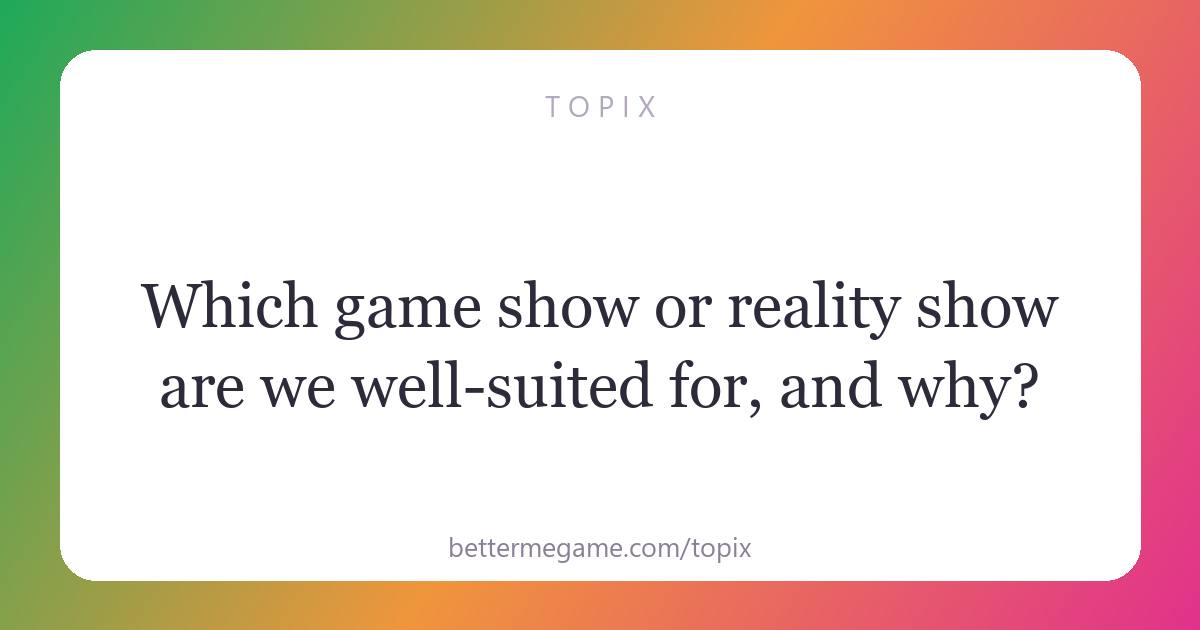 TOPIX
Which game show or reality show
are we well-suited for, and why?
bettermegame.com/topix